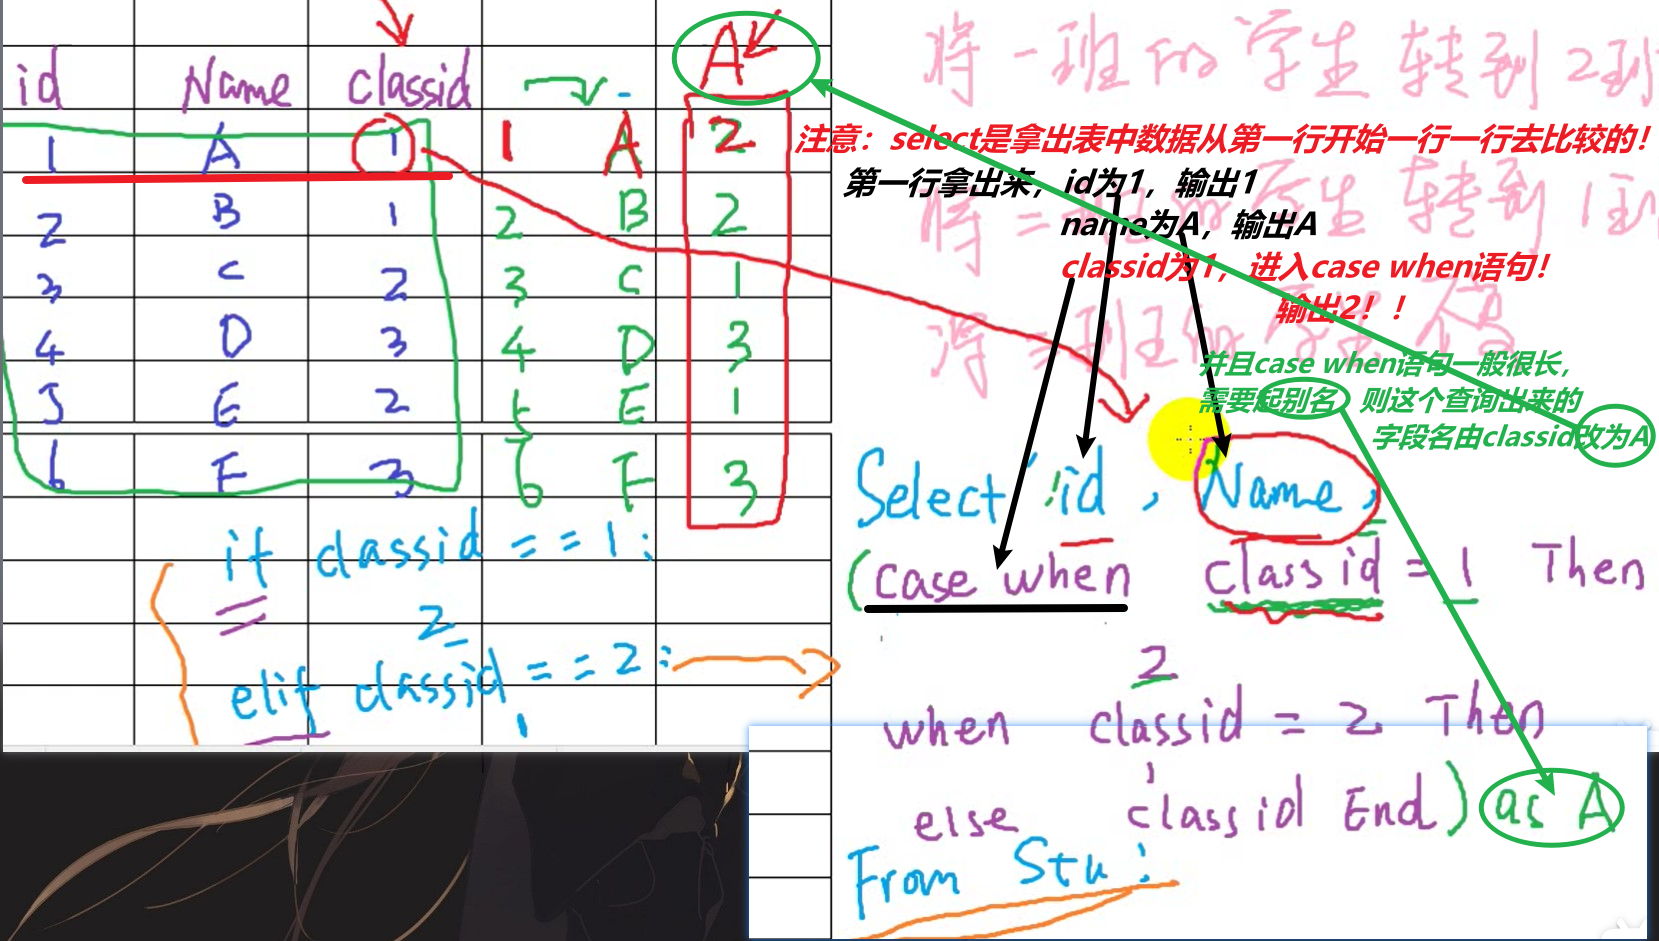 id Name classid A
1 A 1 1 A 2
2 B 1 2 B 2
3 C 2 3 C 1
4 D 3 4 D 3
5 E 2 5 E 1
6 F 3 6 F 3
if classid == 1:
2
elif classid == 2:
1
将一班的学生转到2班
注意：select是拿出表中数据从第一行开始一行一行去比较的！
第一行拿出来，id为1，输出1
将二班的学生转到1班
name为A，输出A
classid为1，进入case when语句！
输出2！！
班的学生不
并且case when语句一般很长，
需要起别名，则这个查询出来的
字段名由classid改为A
Select id , Name,
(case when classid = 1 Then
2
when classid = 2 Then
1
else classid End) as A
From Stu;